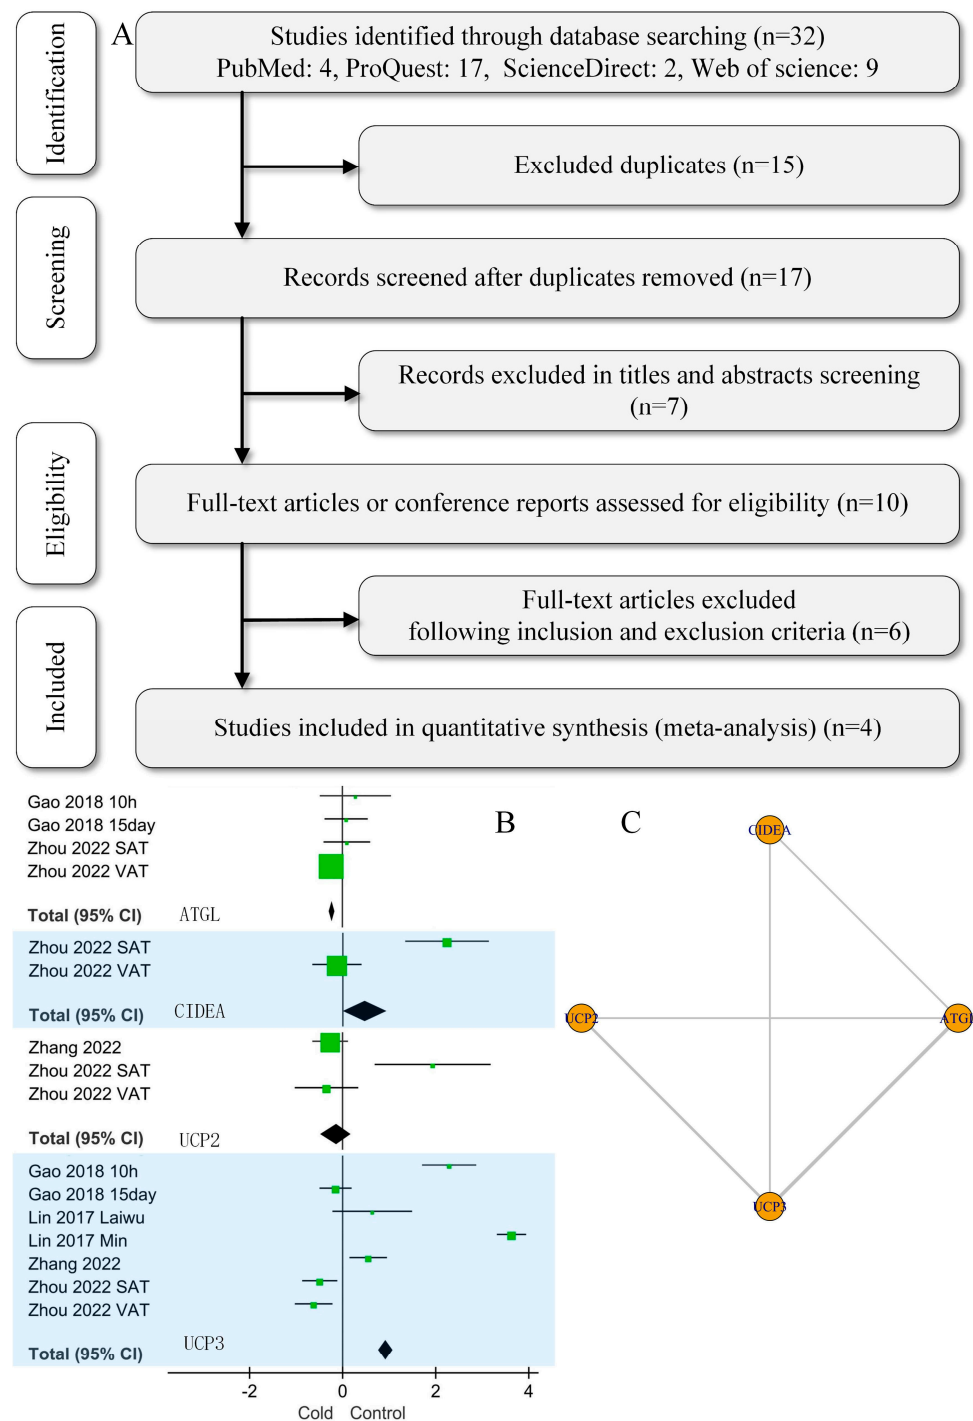 Identification
A
Studies identified through database searching (n=32)
PubMed: 4, ProQuest: 17, ScienceDirect: 2, Web of science: 9
Excluded duplicates (n=15)
Screening
Records screened after duplicates removed (n=17)
Records excluded in titles and abstracts screening
(n=7)
Eligibility
Full-text articles or conference reports assessed for eligibility (n=10)
Full-text articles excluded
following inclusion and exclusion criteria (n=6)
Included
Studies included in quantitative synthesis (meta-analysis) (n=4)
B
Gao 2018 10h
Gao 2018 15day
Zhou 2022 SAT
Zhou 2022 VAT
Total (95% CI) ATGL
Zhou 2022 SAT
Zhou 2022 VAT
Total (95% CI) CIDEA
Zhang 2022
Zhou 2022 SAT
Zhou 2022 VAT
Total (95% CI) UCP2
Gao 2018 10h
Gao 2018 15day
Lin 2017 Laiwu
Lin 2017 Min
Zhang 2022
Zhou 2022 SAT
Zhou 2022 VAT
Total (95% CI) UCP3
-2 0 2 4
Cold Control
C
CIDEA
UCP2
ATGL
UCP3